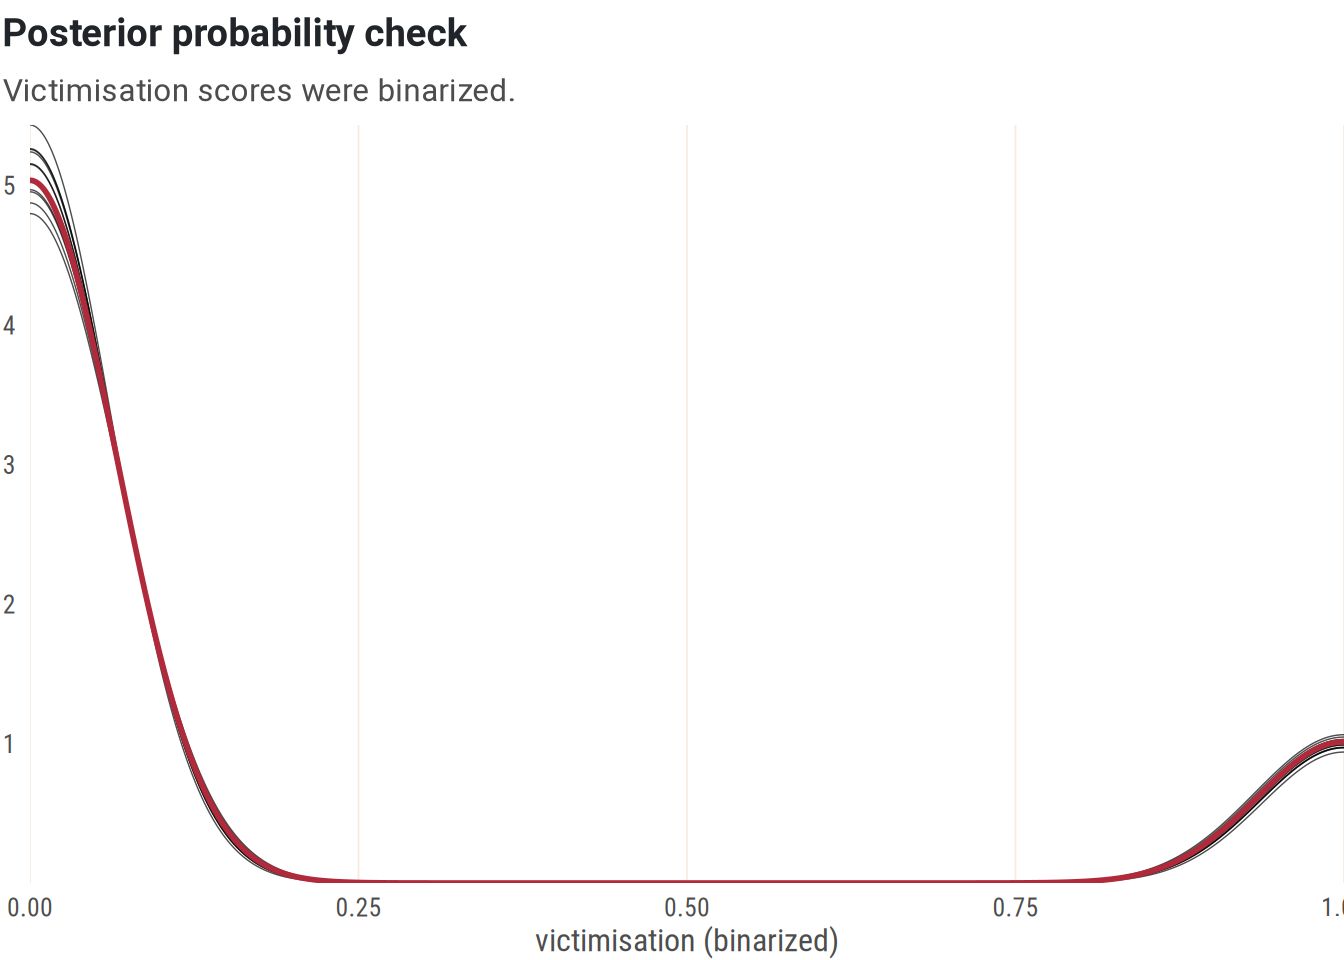 Posterior probability check
Victimisation scores were binarized.
5
4
3
2
1
0.00 0.25 0.50 0.75
victimisation (binarized)